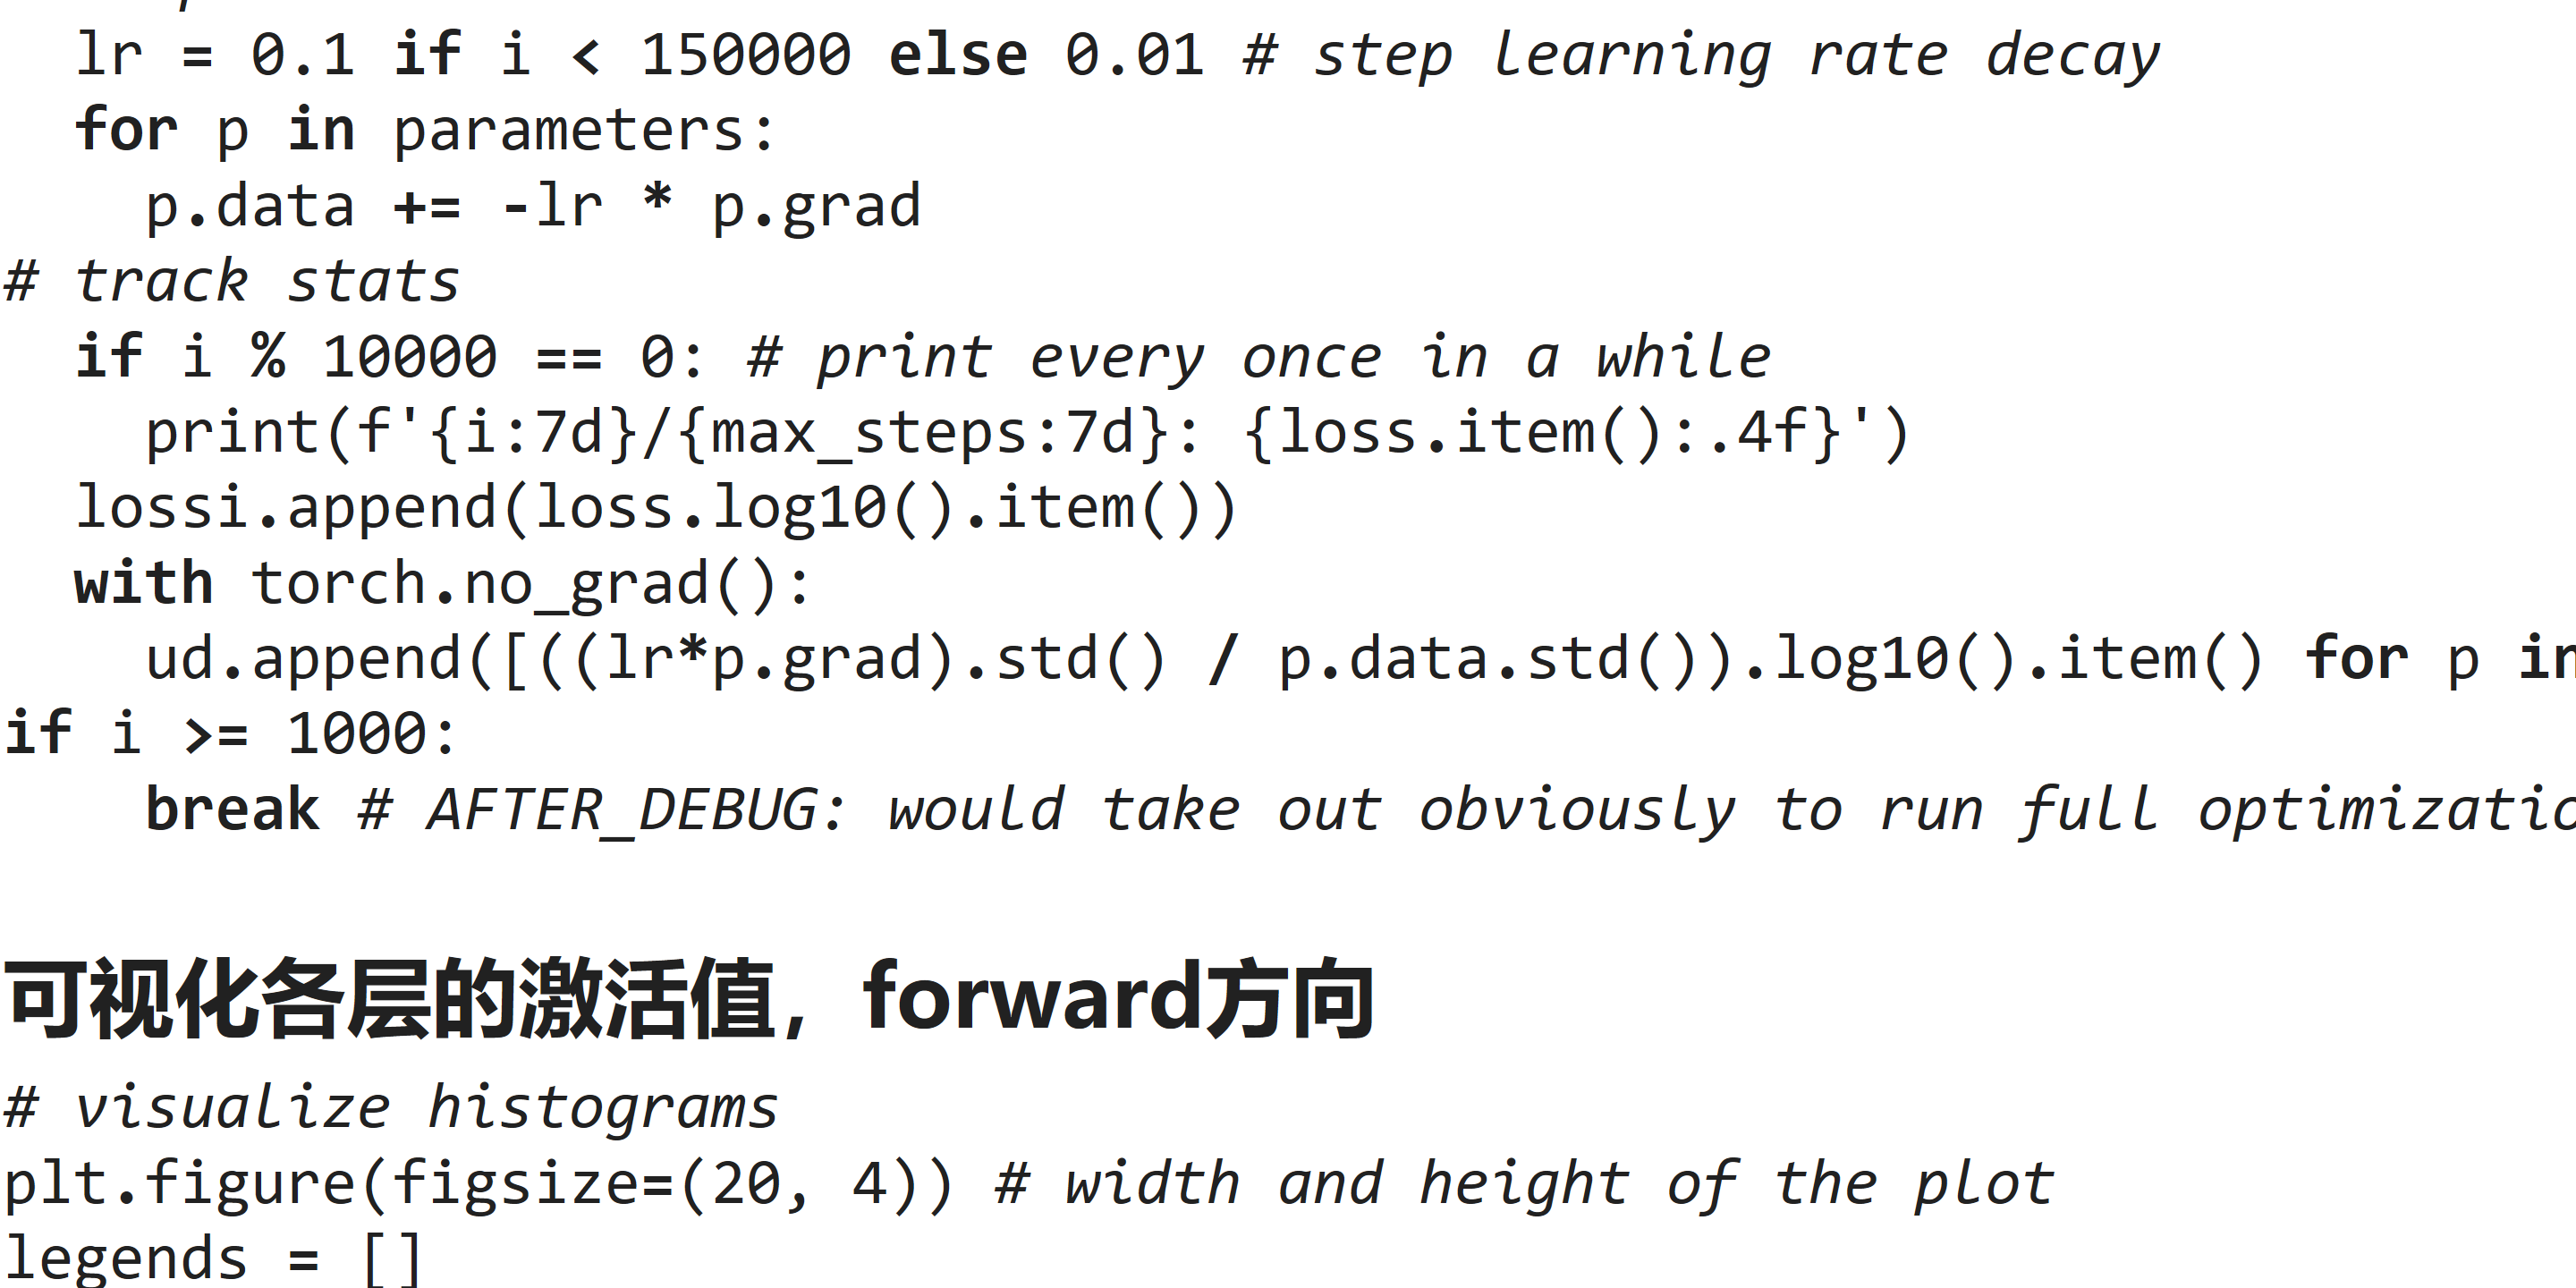 lr = 0.1 if i < 150000 else 0.01 # step learning rate decay
for p in parameters:
p.data += -lr * p.grad
# track stats
if i % 10000 == 0: # print every once in a while
print(f'{i:7d}/{max_steps:7d}: {loss.item():.4f}')
lossi.append(loss.log10().item())
with torch.no_grad():
ud.append([((lr*p.grad).std() / p.data.std()).log10().item() for p in
if i >= 1000:
break # AFTER_DEBUG: would take out obviously to run full
可视化各层的激活值，forward方向
# visualize histograms
plt.figure(figsize=(20, 4)) # width and height of the plot
legends = []